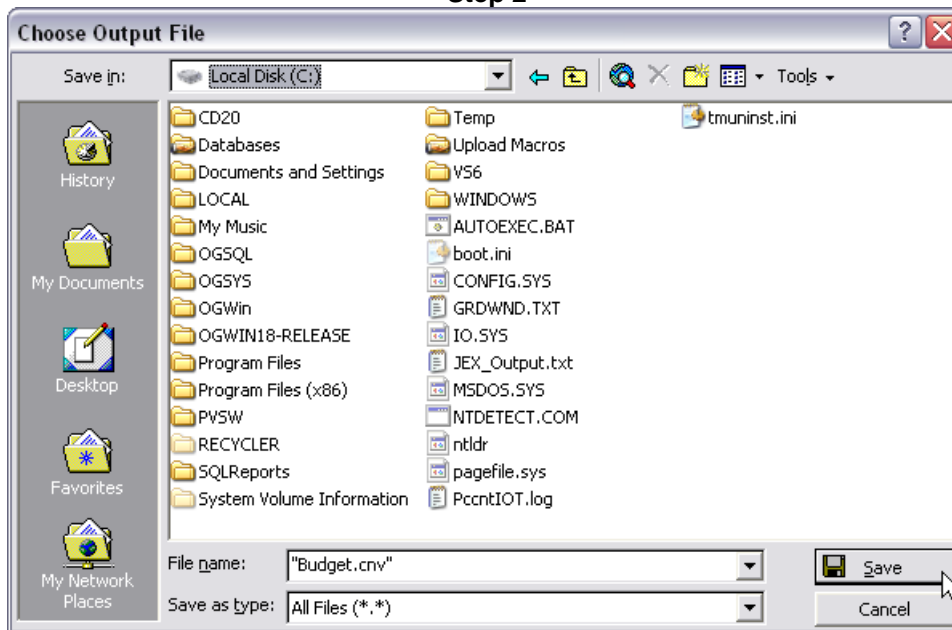 Step 2
Choose Output File
Save in:
Local Disk (C:)
Tools
History
My Documents
Desktop
Favorites
My Network
Places
CD20
Databases
Documents and Settings
LOCAL
My Music
OGSQL
OGSYS
OGWin
OGWIN18-RELEASE
Program Files
Program Files (x86)
PVSW
RECYCLER
SQLReports
System Volume Information
Temp
Upload Macros
VS6
WINDOWS
AUTOEXEC.BAT
boot.ini
CONFIG.SYS
GRDWND.TXT
IO.SYS
JEX_Output.txt
MSDOS.SYS
NTDETECT.COM
ntldr
pagefile.sys
PccntIOT.log
tmuninst.ini
File name:
"Budget.cnv"
Save
Save as type:
All Files (*.*)
Cancel